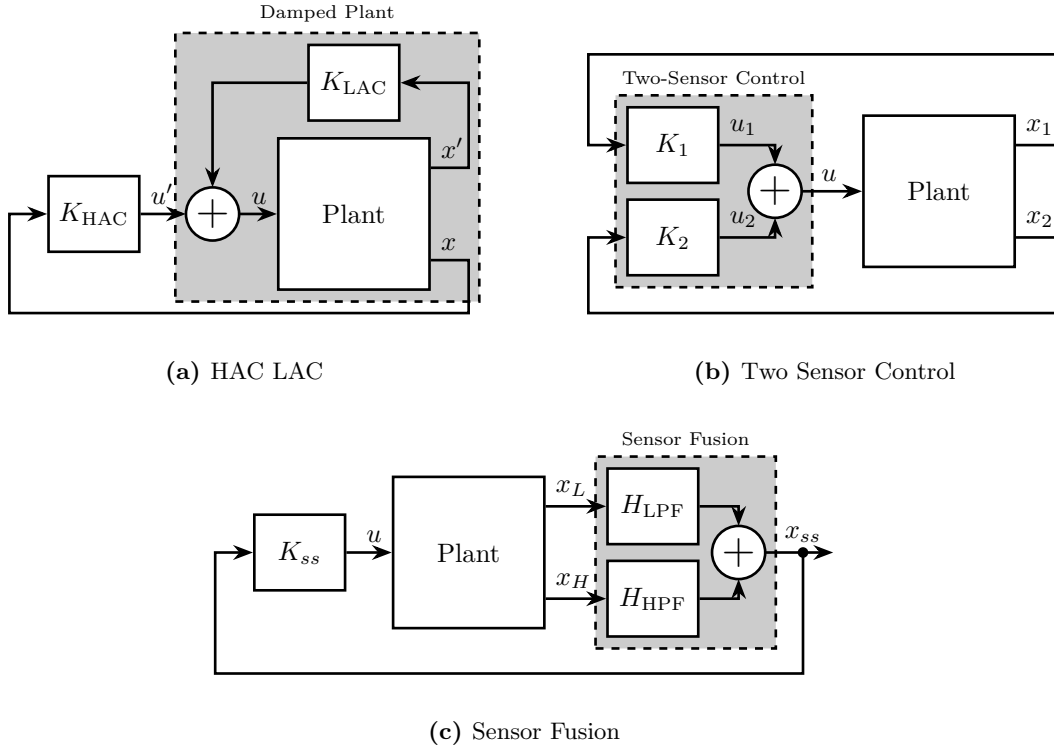 Damped Plant
K_LAC
x′
K_HAC
u′
u
Plant
x
(a) HAC LAC
Two-Sensor Control
K_1
u_1
x_1
u
Plant
K_2
u_2
x_2
(b) Two Sensor Control
Sensor Fusion
x_L
H_LPF
K_ss
u
Plant
x_ss
x_H
H_HPF
(c) Sensor Fusion